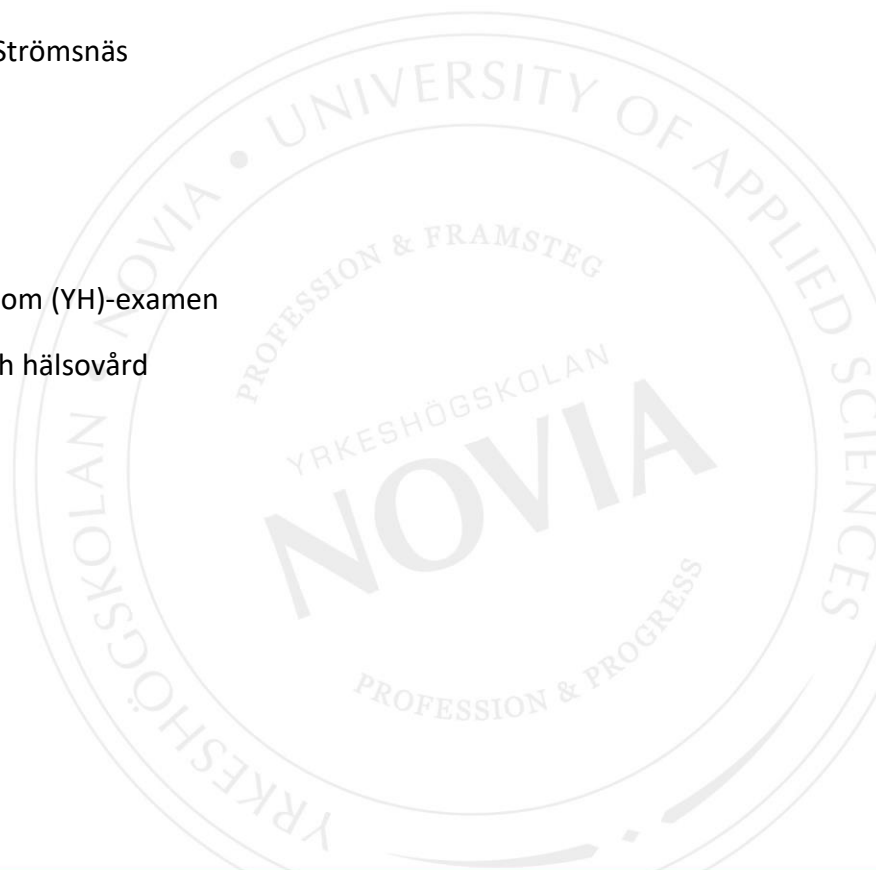 Strömsnäs
UNIVERSITY OF APPLIED SCIENCES
PROFESSION & FRAMSTEG
om (YH)-examen
h hälsovård
YRKESHÖGSKOLAN
NOVIA
PROFESSION & PROGRESS
YRKESHÖGSKOLAN • NOVIA •